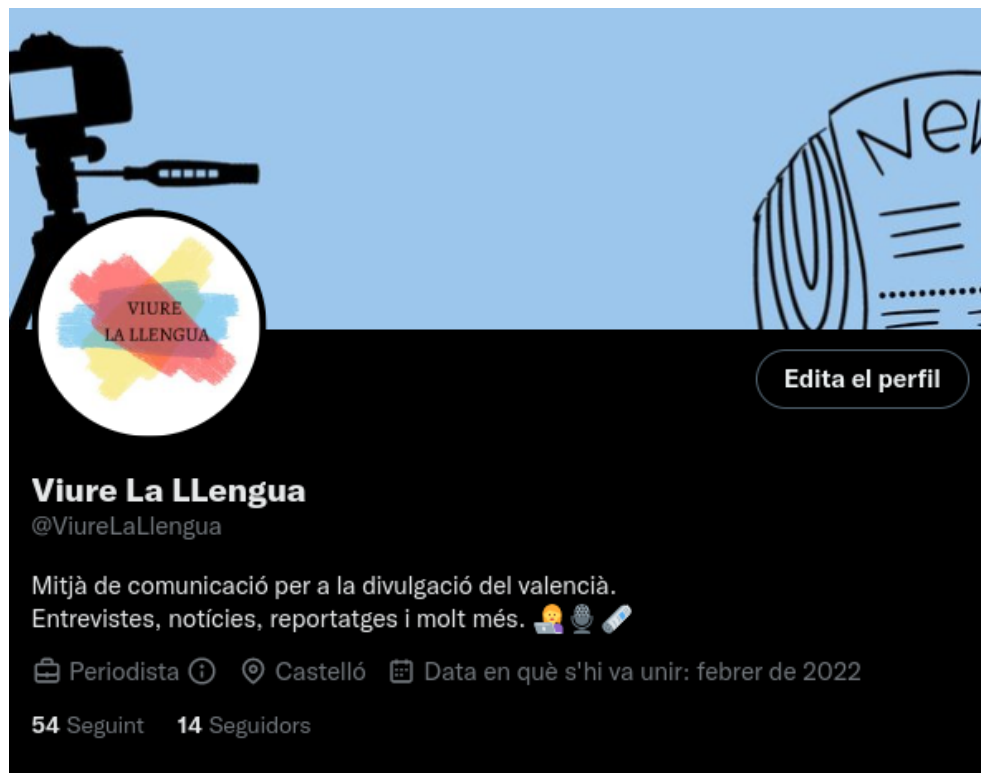 VIURE
LA LLENGUA
Edita el perfil
Viure La LLengua
@ViureLaLlengua
Mitjà de comunicació per a la divulgació del valencià.
Entrevistes, notícies, reportatges i molt més. 👩‍💻🎙️🗞️
Periodista Castelló Data en què s'hi va unir: febrer de 2022
54 Seguint 14 Seguidors